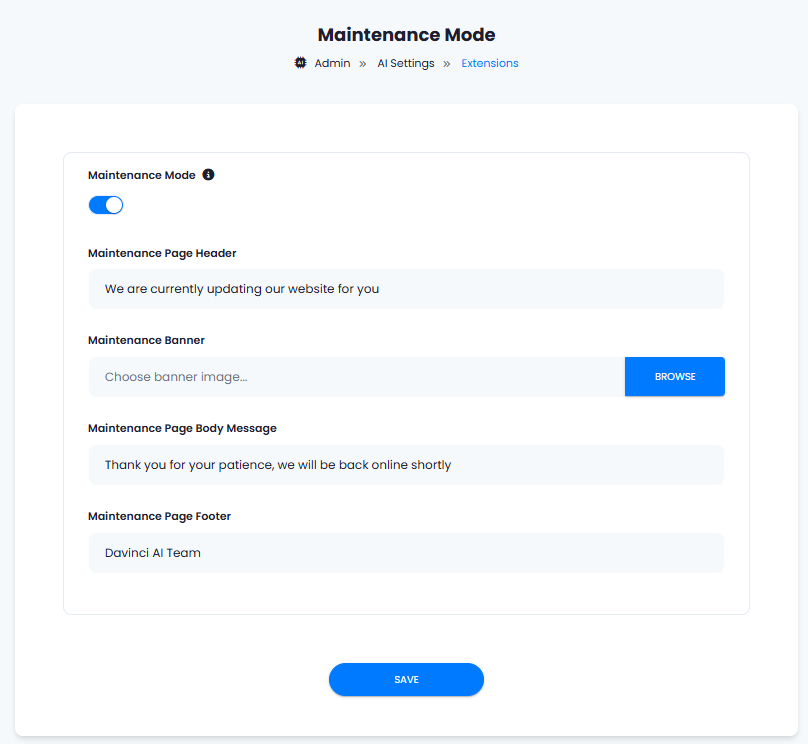 Maintenance Mode
Admin » AI Settings » Extensions
Maintenance Mode
Maintenance Page Header
We are currently updating our website for you
Maintenance Banner
Choose banner image...
BROWSE
Maintenance Page Body Message
Thank you for your patience, we will be back online shortly
Maintenance Page Footer
Davinci AI Team
SAVE